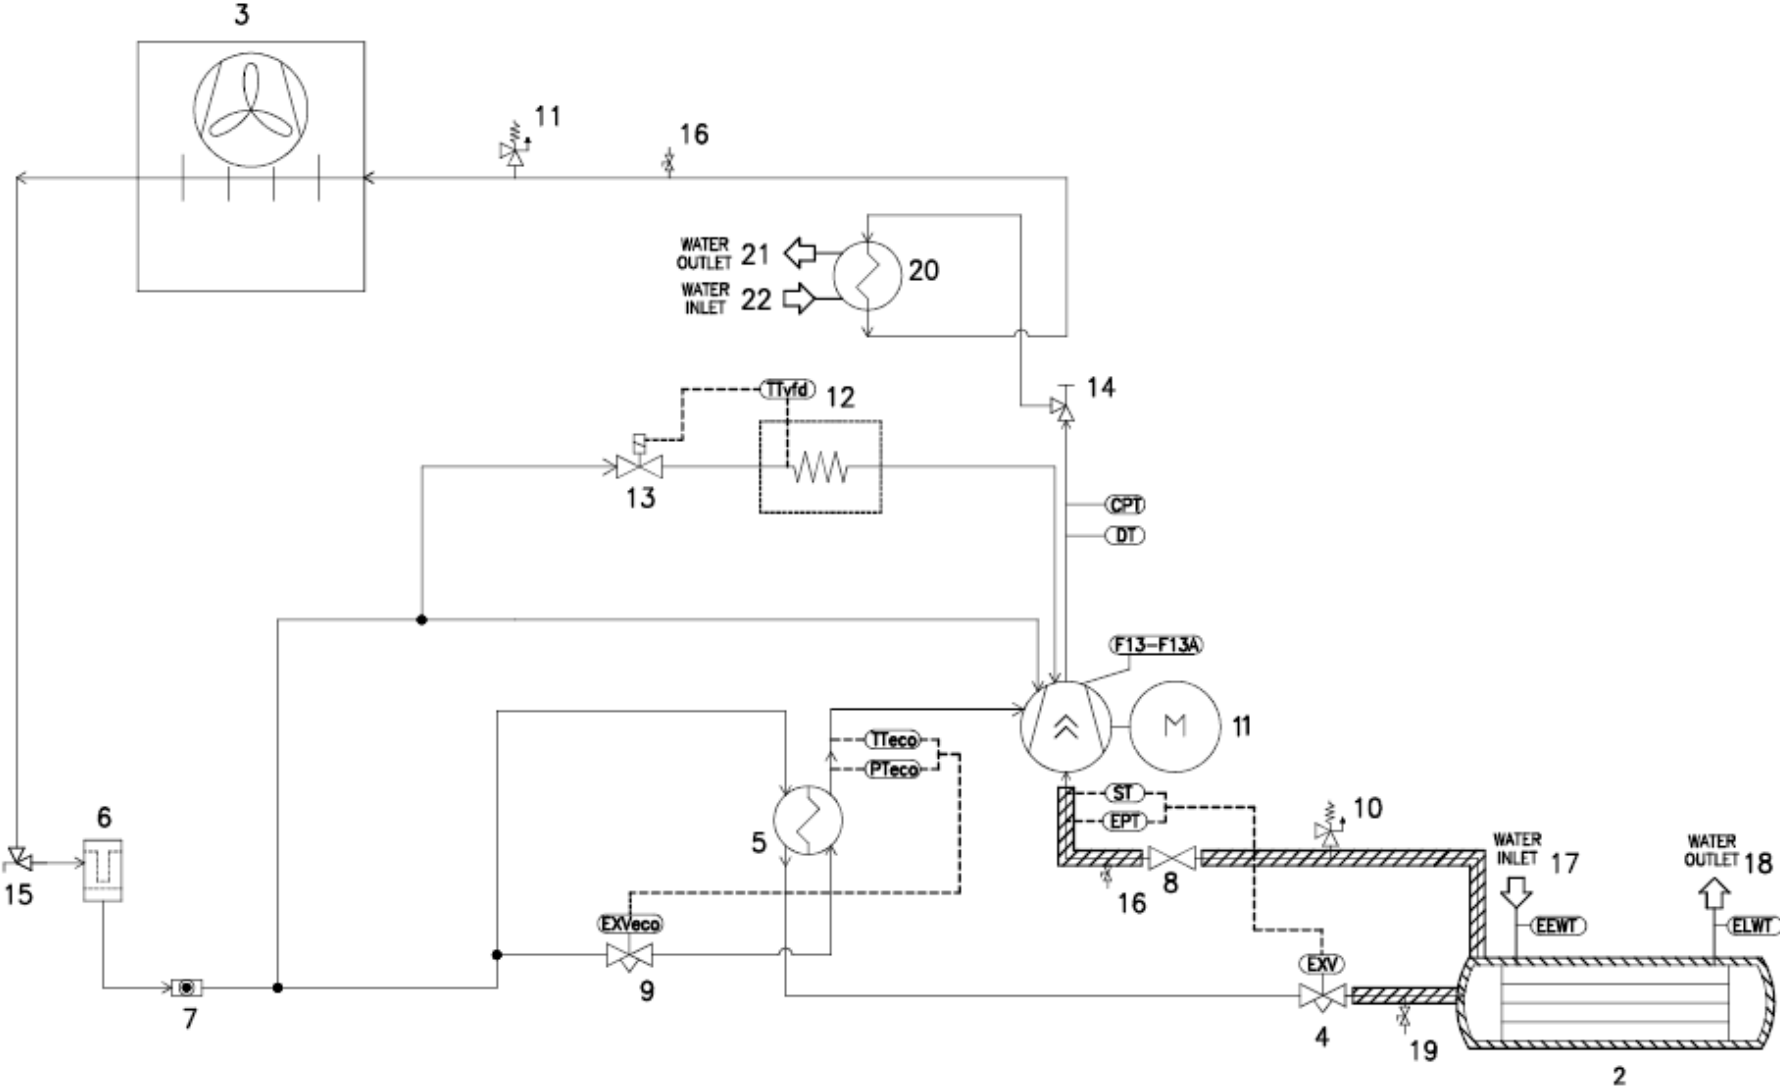 3
11
16
WATER
OUTLET 21
20
WATER
INLET 22
TTvfd 12
14
13
CPT
DT
F13-F13A
M
11
TTeco
PTeco
ST
EPT
10
6
5
15
8
16
WATER
INLET 17
WATER
OUTLET 18
EXVeco
EEWT
ELWT
EXV
9
7
4
19
2